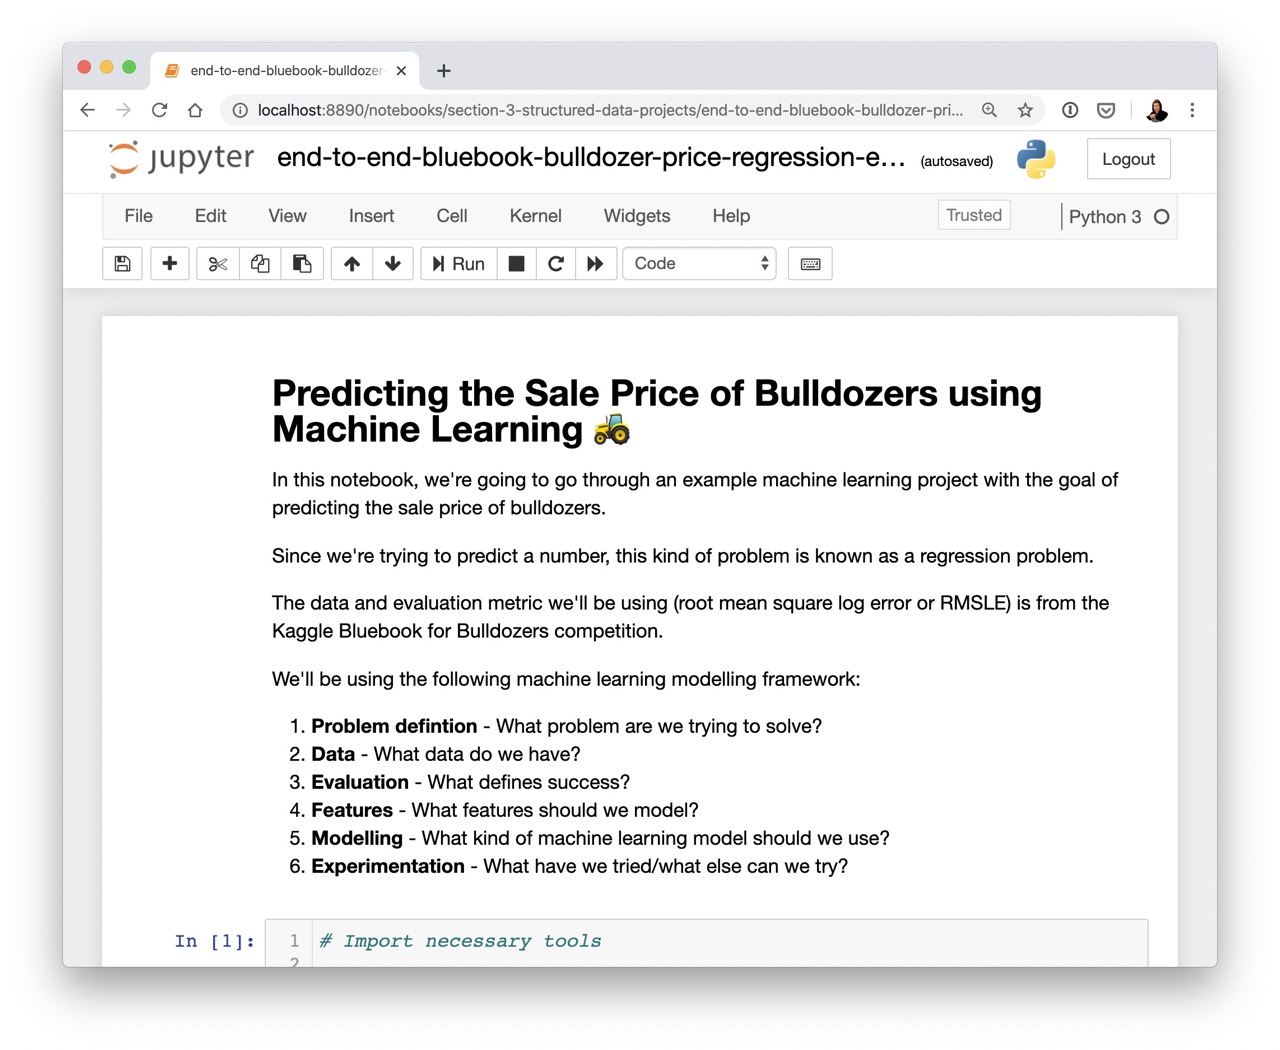 end-to-end-bluebook-bulldozer-
localhost:8890/notebooks/section-3-structured-data-projects/end-to-end-bluebook-bulldozer-pri...
jupyter end-to-end-bluebook-bulldozer-price-regression-e... (autosaved) Logout
File Edit View Insert Cell Kernel Widgets Help Trusted Python 3
Run Code
Predicting the Sale Price of Bulldozers using
Machine Learning 🚜
In this notebook, we're going to go through an example machine learning project with the goal of
predicting the sale price of bulldozers.
Since we're trying to predict a number, this kind of problem is known as a regression problem.
The data and evaluation metric we'll be using (root mean square log error or RMSLE) is from the
Kaggle Bluebook for Bulldozers competition.
We'll be using the following machine learning modelling framework:
1. Problem defintion - What problem are we trying to solve?
2. Data - What data do we have?
3. Evaluation - What defines success?
4. Features - What features should we model?
5. Modelling - What kind of machine learning model should we use?
6. Experimentation - What have we tried/what else can we try?
In [1]: 1 # Import necessary tools
2